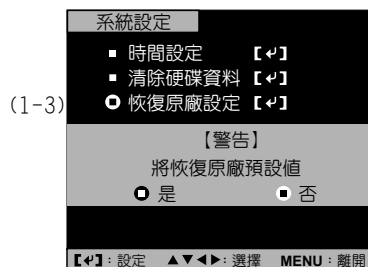 系統設定
時間設定 【↵】
清除硬碟資料 【↵】
(1-3)
恢復原廠設定 【↵】
【警告】
將恢復原廠預設值
是 否
【↵】：設定 ▲▼◀▶：選擇 MENU：離開